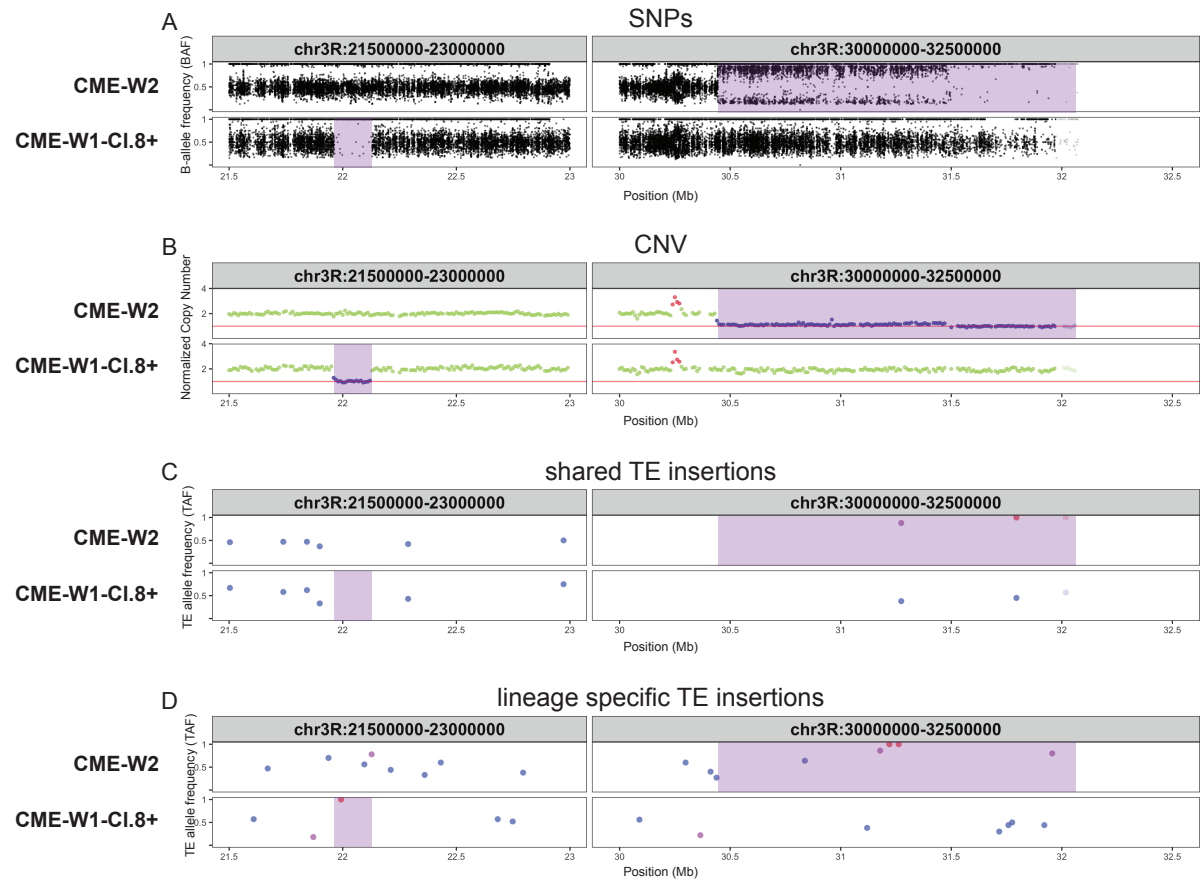 A
SNPs
chr3R:21500000-23000000
chr3R:30000000-32500000
B-allele frequency (BAF)
CME-W2
1
0.5
CME-W1-Cl.8+
1
0.5
21.5
22
22.5
23
30
30.5
31
31.5
32
32.5
Position (Mb)
B
CNV
chr3R:21500000-23000000
chr3R:30000000-32500000
Normalized Copy Number
CME-W2
4
2
CME-W1-Cl.8+
4
2
21.5
22
22.5
23
30
30.5
31
31.5
32
32.5
Position (Mb)
C
shared TE insertions
chr3R:21500000-23000000
chr3R:30000000-32500000
TE allele frequency (TAF)
CME-W2
1
0.5
CME-W1-Cl.8+
1
0.5
21.5
22
22.5
23
30
30.5
31
31.5
32
32.5
Position (Mb)
D
lineage specific TE insertions
chr3R:21500000-23000000
chr3R:30000000-32500000
TE allele frequency (TAF)
CME-W2
1
0.5
CME-W1-Cl.8+
1
0.5
21.5
22
22.5
23
30
30.5
31
31.5
32
32.5
Position (Mb)